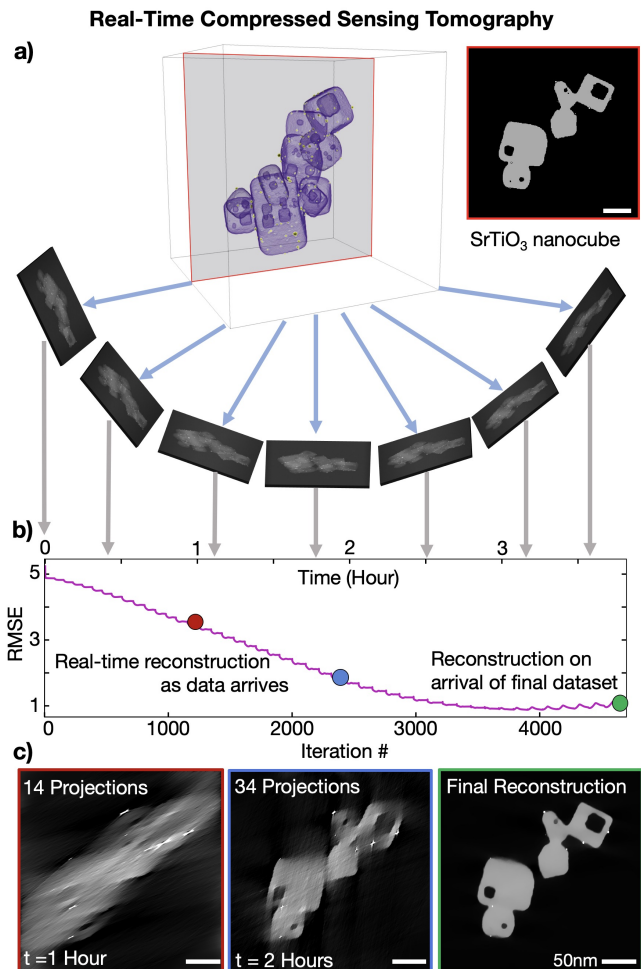 Real-Time Compressed Sensing Tomography
a)
SrTiO₃ nanocube
b)
0 1 2 3
Time (Hour)
5
3
1
RMSE
Real-time reconstruction
as data arrives
Reconstruction on
arrival of final dataset
0 1000 2000 3000 4000
Iteration #
c)
14 Projections
t =1 Hour
34 Projections
t = 2 Hours
Final Reconstruction
50nm